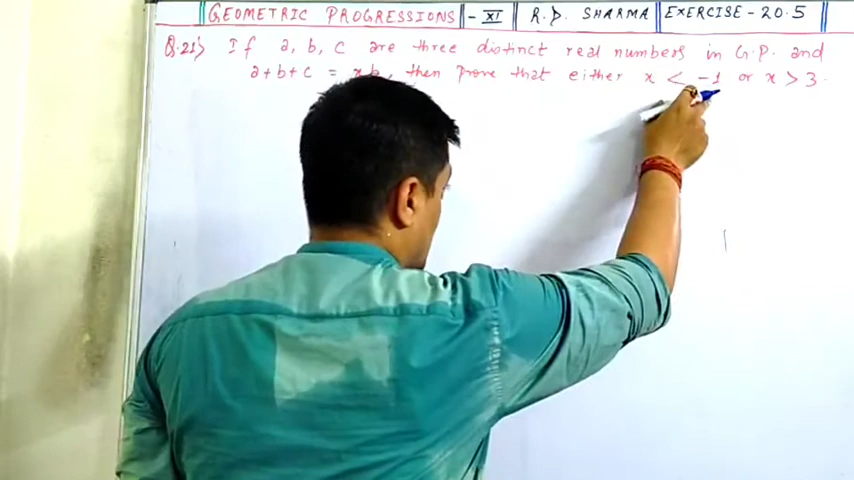 GEOMETRIC PROGRESSIONS - XI R.D. SHARMA EXERCISE - 20.5
Q.21) If a, b, c are three distinct real numbers in G.P. and
a+b+c = xb, then prove that either x < -1 or x > 3.